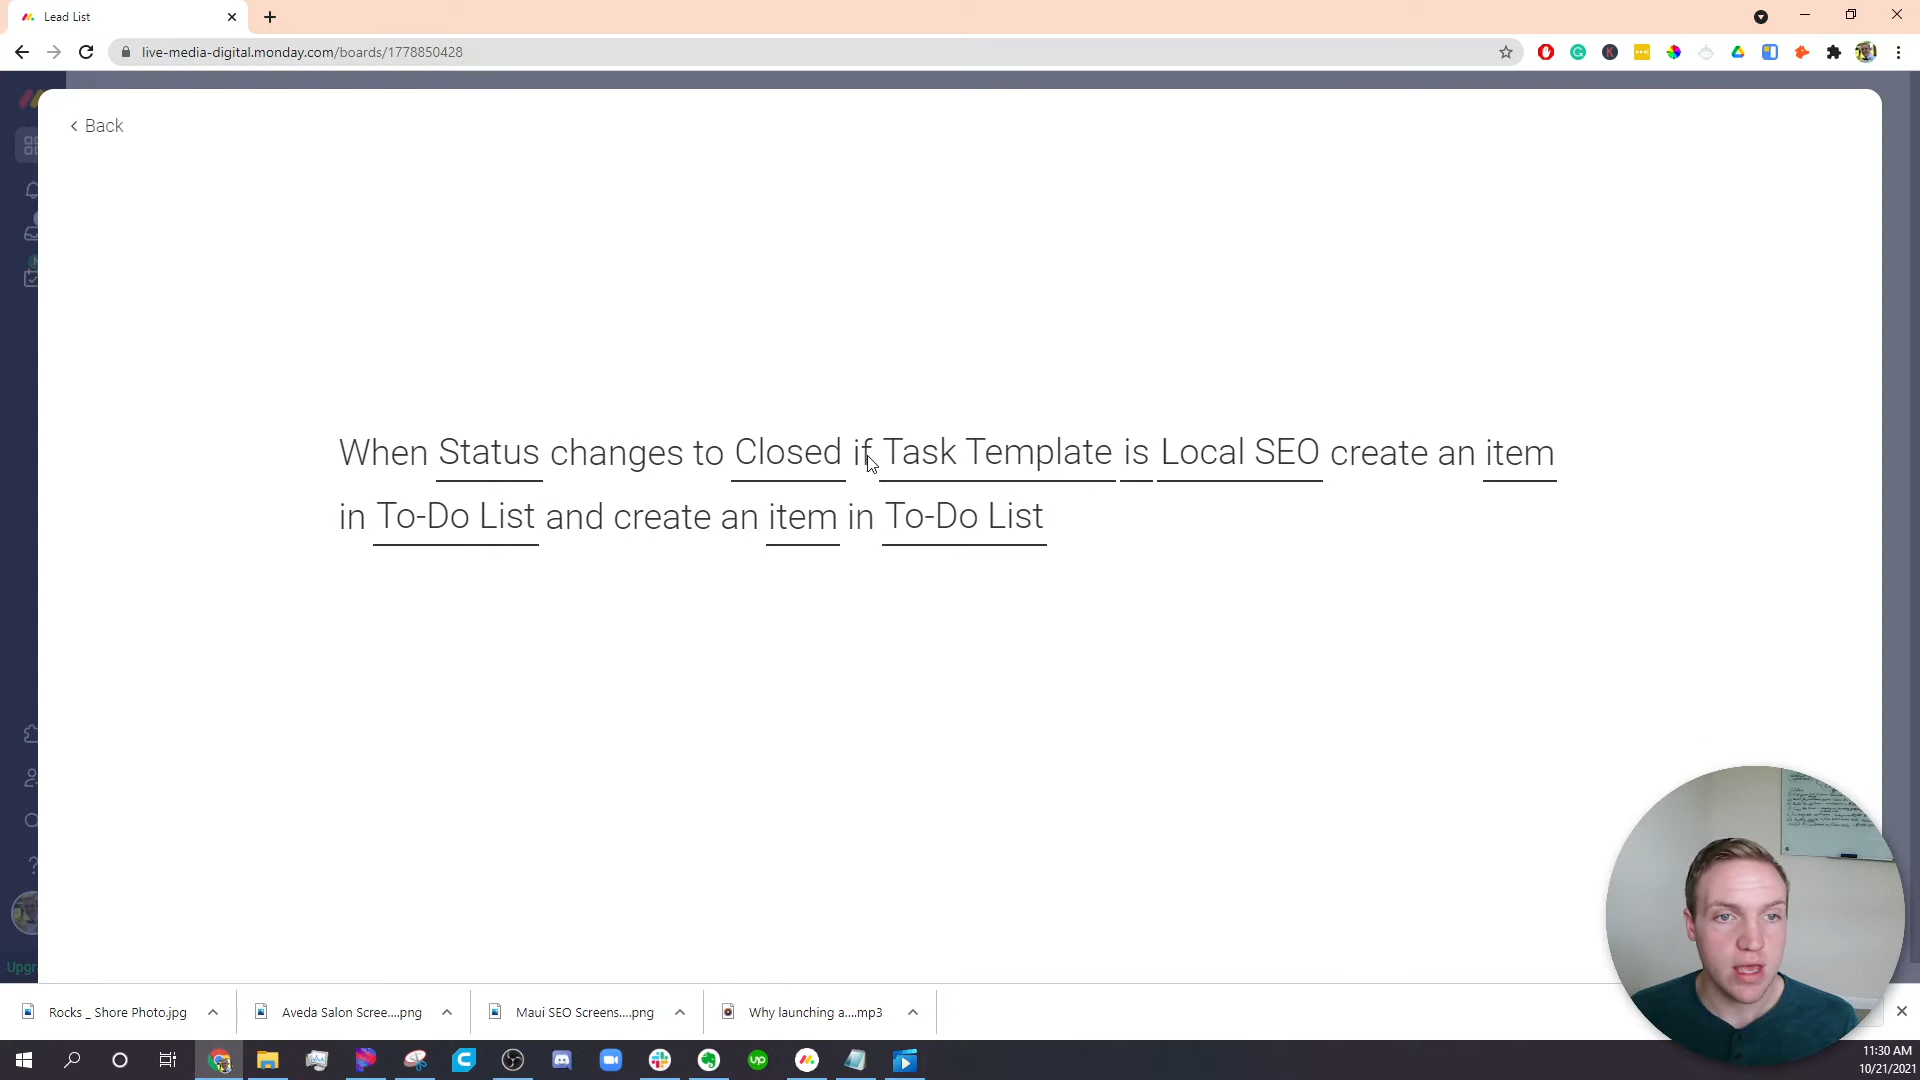 Lead List
live-media-digital.monday.com/boards/1778850428
Back
When Status changes to Closed if Task Template is Local SEO create an item
in To-Do List and create an item in To-Do List
Upgr
Rocks _ Shore Photo.jpg
Aveda Salon Scree....png
Maui SEO Screens....png
Why launching a....mp3
11:30 AM
10/21/2021